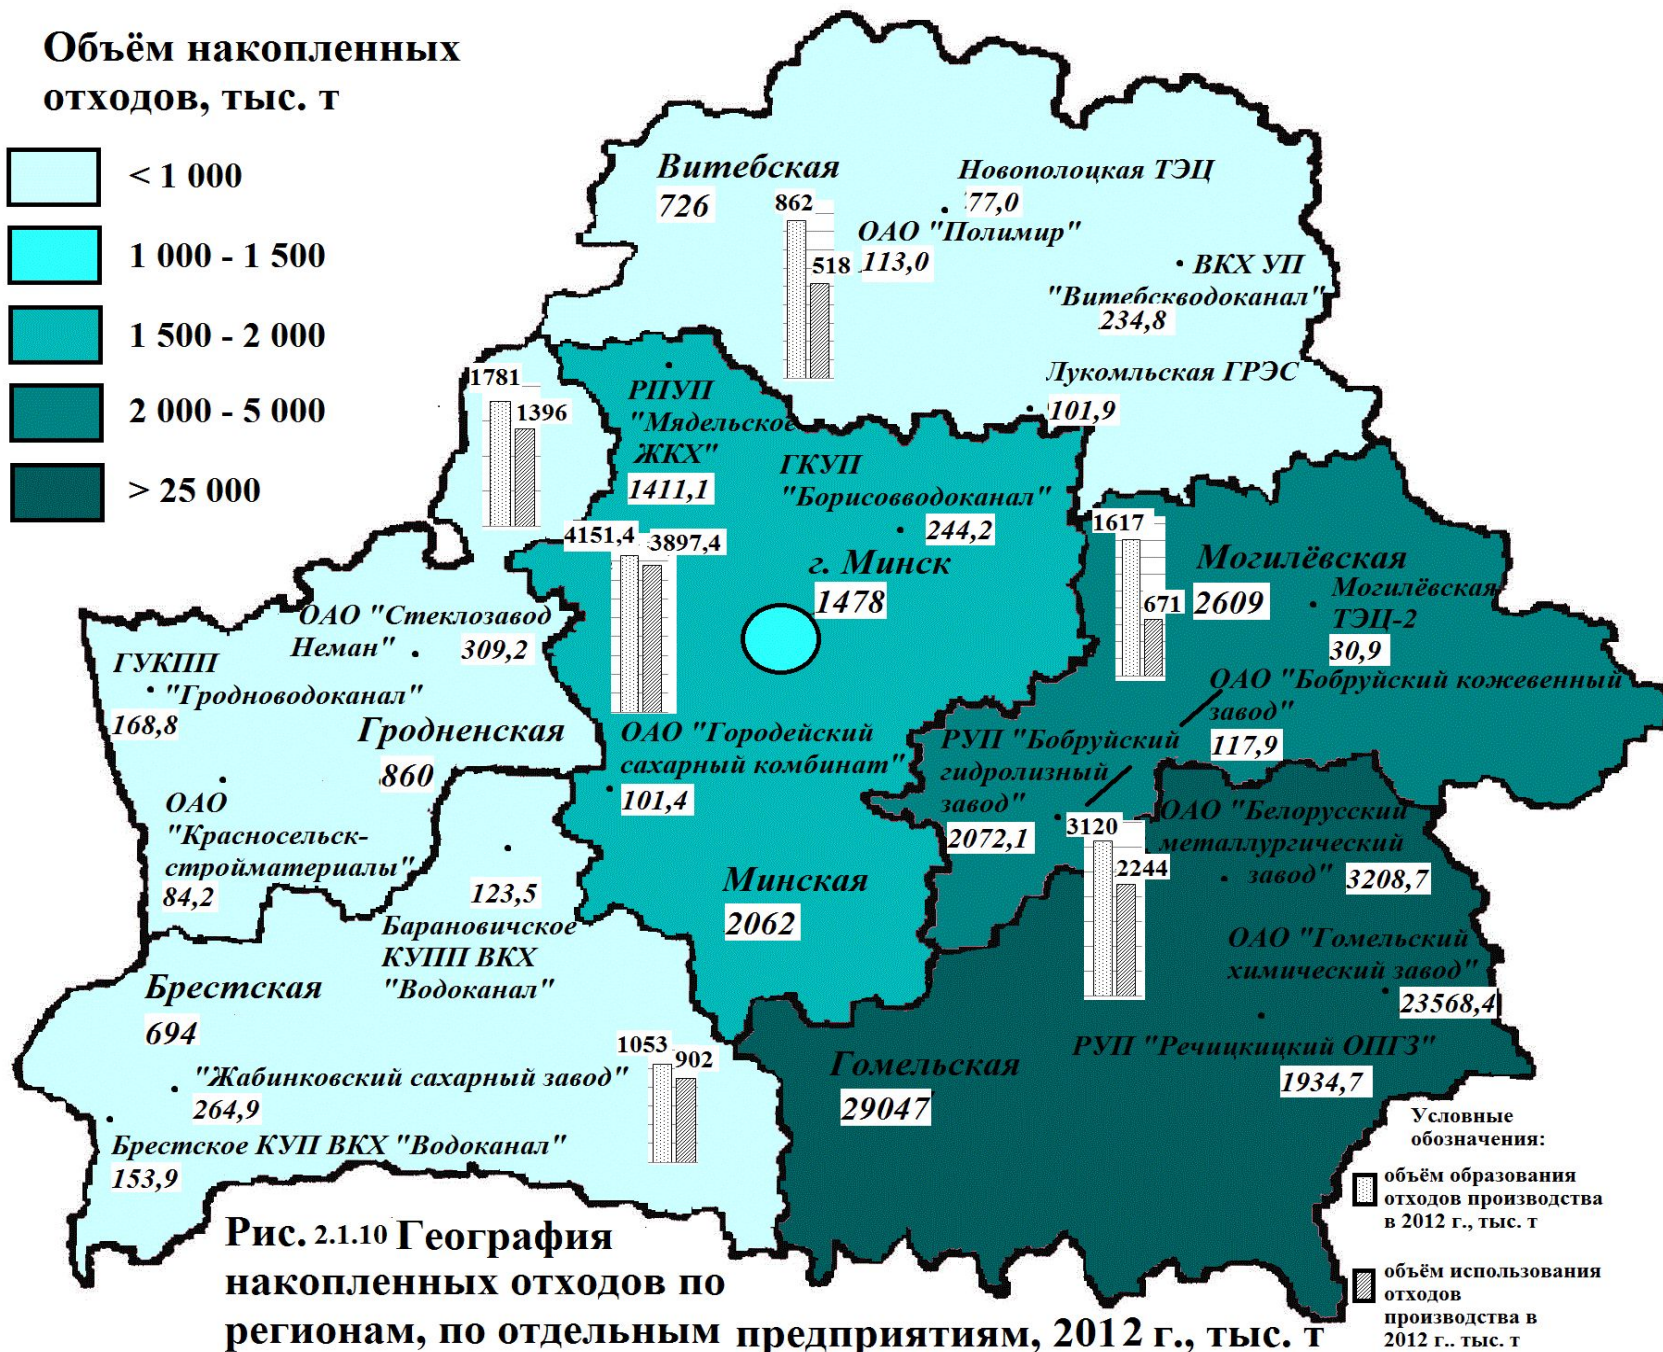 Объём накопленных
отходов, тыс. т
< 1 000
1 000 - 1 500
1 500 - 2 000
2 000 - 5 000
> 25 000
Витебская
726
862
518
Новополоцкая ТЭЦ
77,0
ОАО "Полимир"
113,0
ВКХ УП
"Витебскводоканал"
234,8
Лукомльская ГРЭС
101,9
1781
1396
РПУП
"Мядельское
ЖКХ"
1411,1
ГКУП
"Борисовводоканал"
244,2
4151,4
3897,4
г. Минск
1478
1617
671
Могилёвская
2609
Могилёвская
ТЭЦ-2
30,9
ОАО "Бобруйский кожевенный
завод"
117,9
ОАО "Стеклозавод
Неман"
309,2
ГУКПП
"Гродноводоканал"
168,8
Гродненская
860
ОАО
"Красносельск-
стройматериалы"
84,2
ОАО "Городейский
сахарный комбинат"
101,4
РУП "Бобруйский
гидролизный
завод"
2072,1
3120
2244
ОАО "Белорусский
металлургический
завод"
3208,7
Минская
2062
123,5
Барановичское
КУПП ВКХ
"Водоканал"
ОАО "Гомельский
химический завод"
23568,4
Брестская
694
1053
902
"Жабинковский сахарный завод"
264,9
Брестское КУП ВКХ "Водоканал"
153,9
Гомельская
29047
РУП "Речицкицкий ОПГЗ"
1934,7
Условные
обозначения:
объём образования
отходов производства
в 2012 г., тыс. т
объём использования
отходов
производства в
2012 г.. тыс. т
Рис. 2.1.10 География
накопленных отходов по
регионам, по отдельным предприятиям, 2012 г., тыс. т